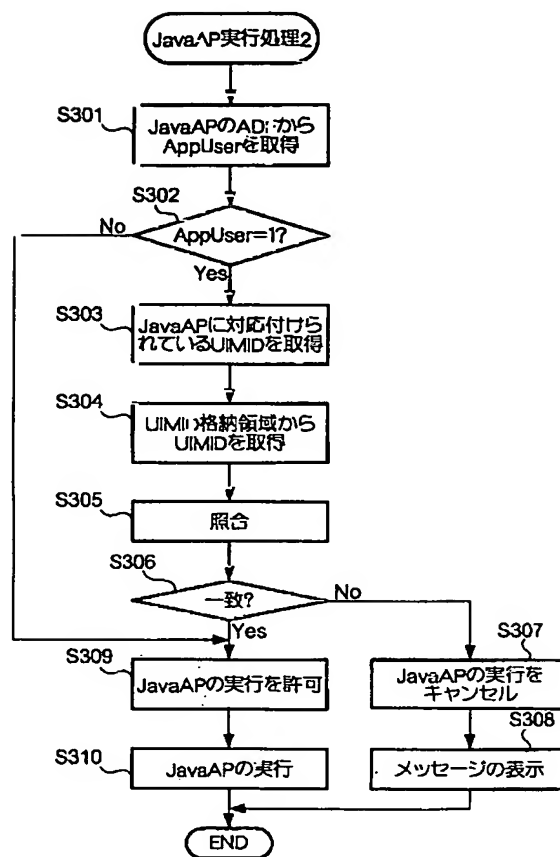 JavaAP実行処理2
S301
JavaAPのADFから
AppUserを取得
S302
No
AppUser=1?
Yes
S303
JavaAPに対応付けら
れているUIMIDを取得
S304
UIMID格納領域から
UIMIDを取得
S305
照合
S306
一致?
No
Yes
S307
S309
JavaAPの実行を許可
JavaAPの実行を
キャンセル
S308
S310
JavaAPの実行
メッセージの表示
END